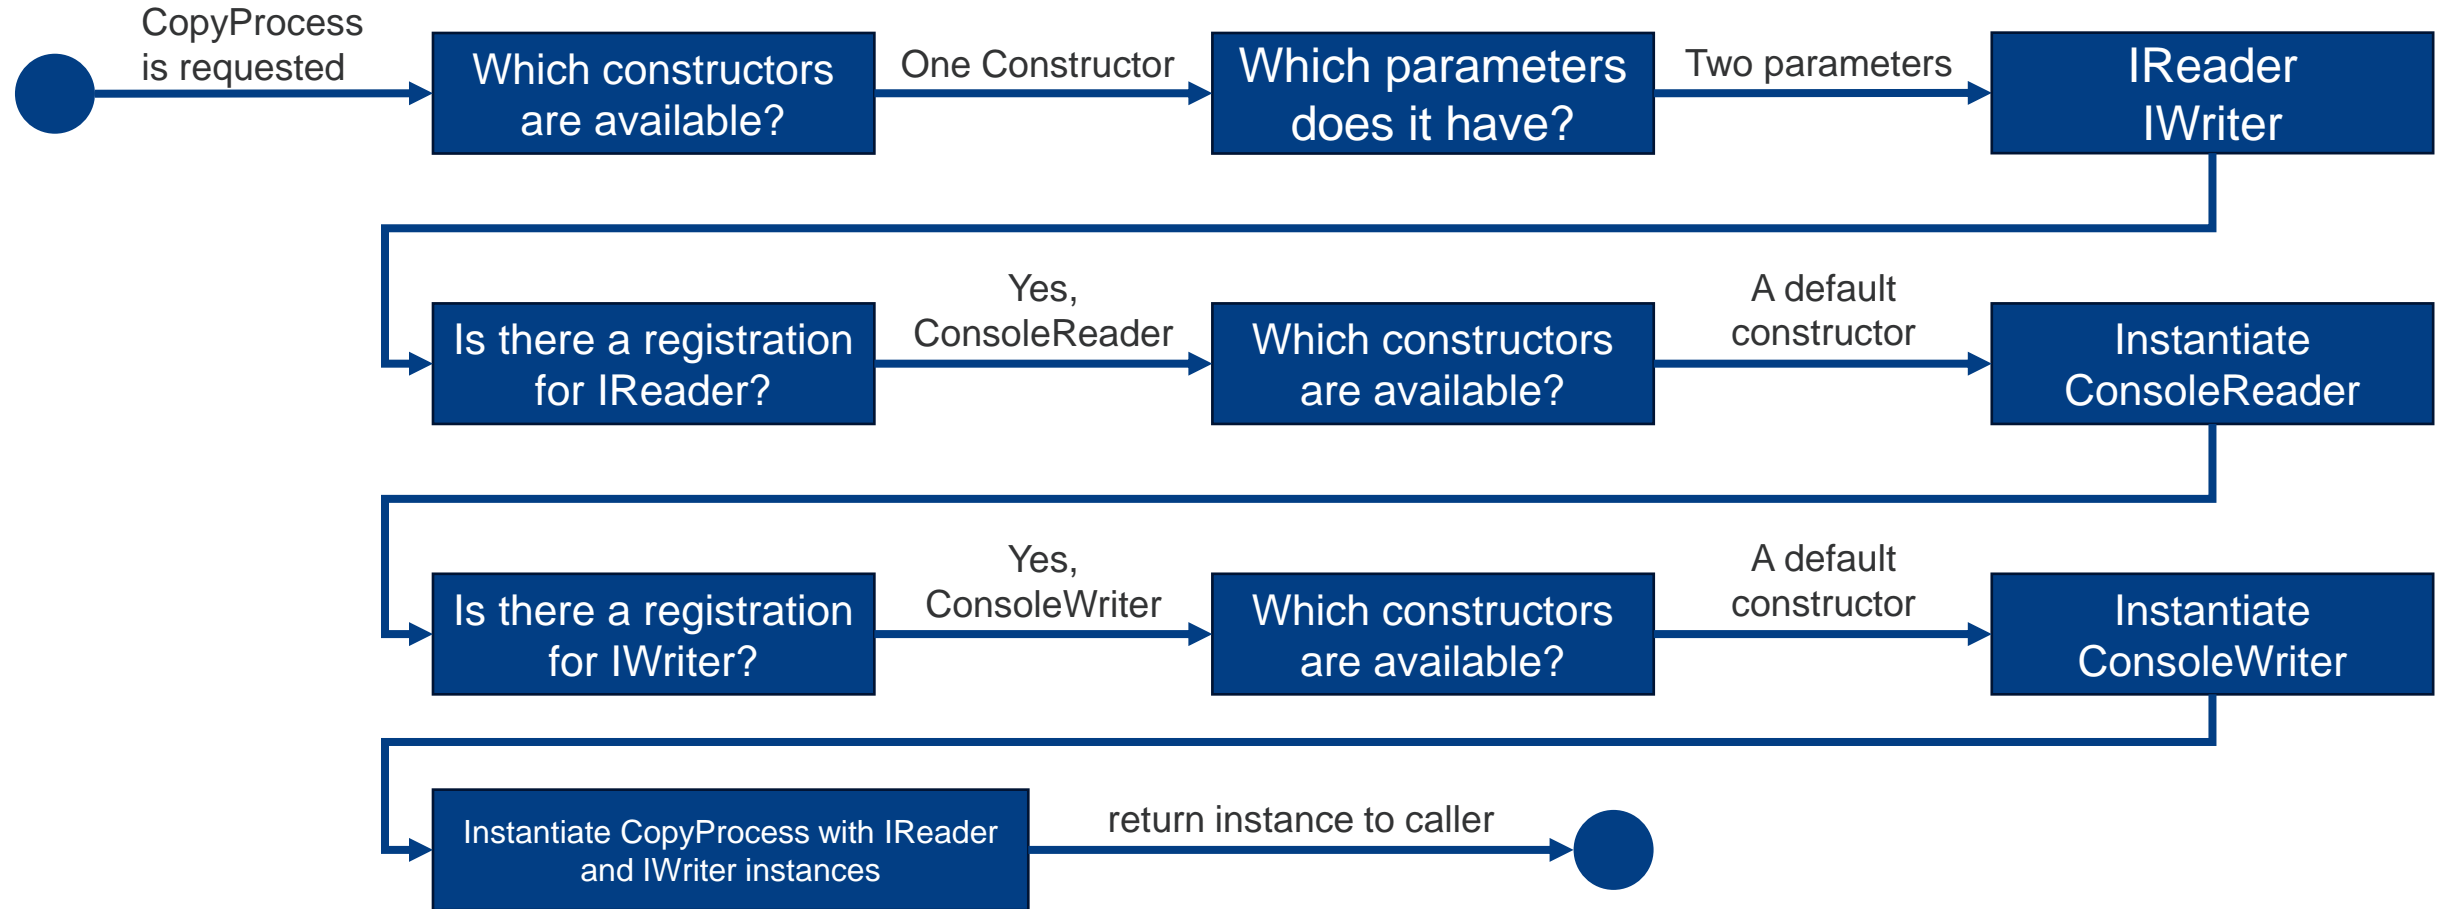 CopyProcess
is requested
Which constructors
are available?
One Constructor
Which parameters
does it have?
Two parameters
IReader
IWriter
Is there a registration
for IReader?
Yes,
ConsoleReader
Which constructors
are available?
A default
constructor
Instantiate
ConsoleReader
Is there a registration
for IWriter?
Yes,
ConsoleWriter
Which constructors
are available?
A default
constructor
Instantiate
ConsoleWriter
Instantiate CopyProcess with IReader
and IWriter instances
return instance to caller